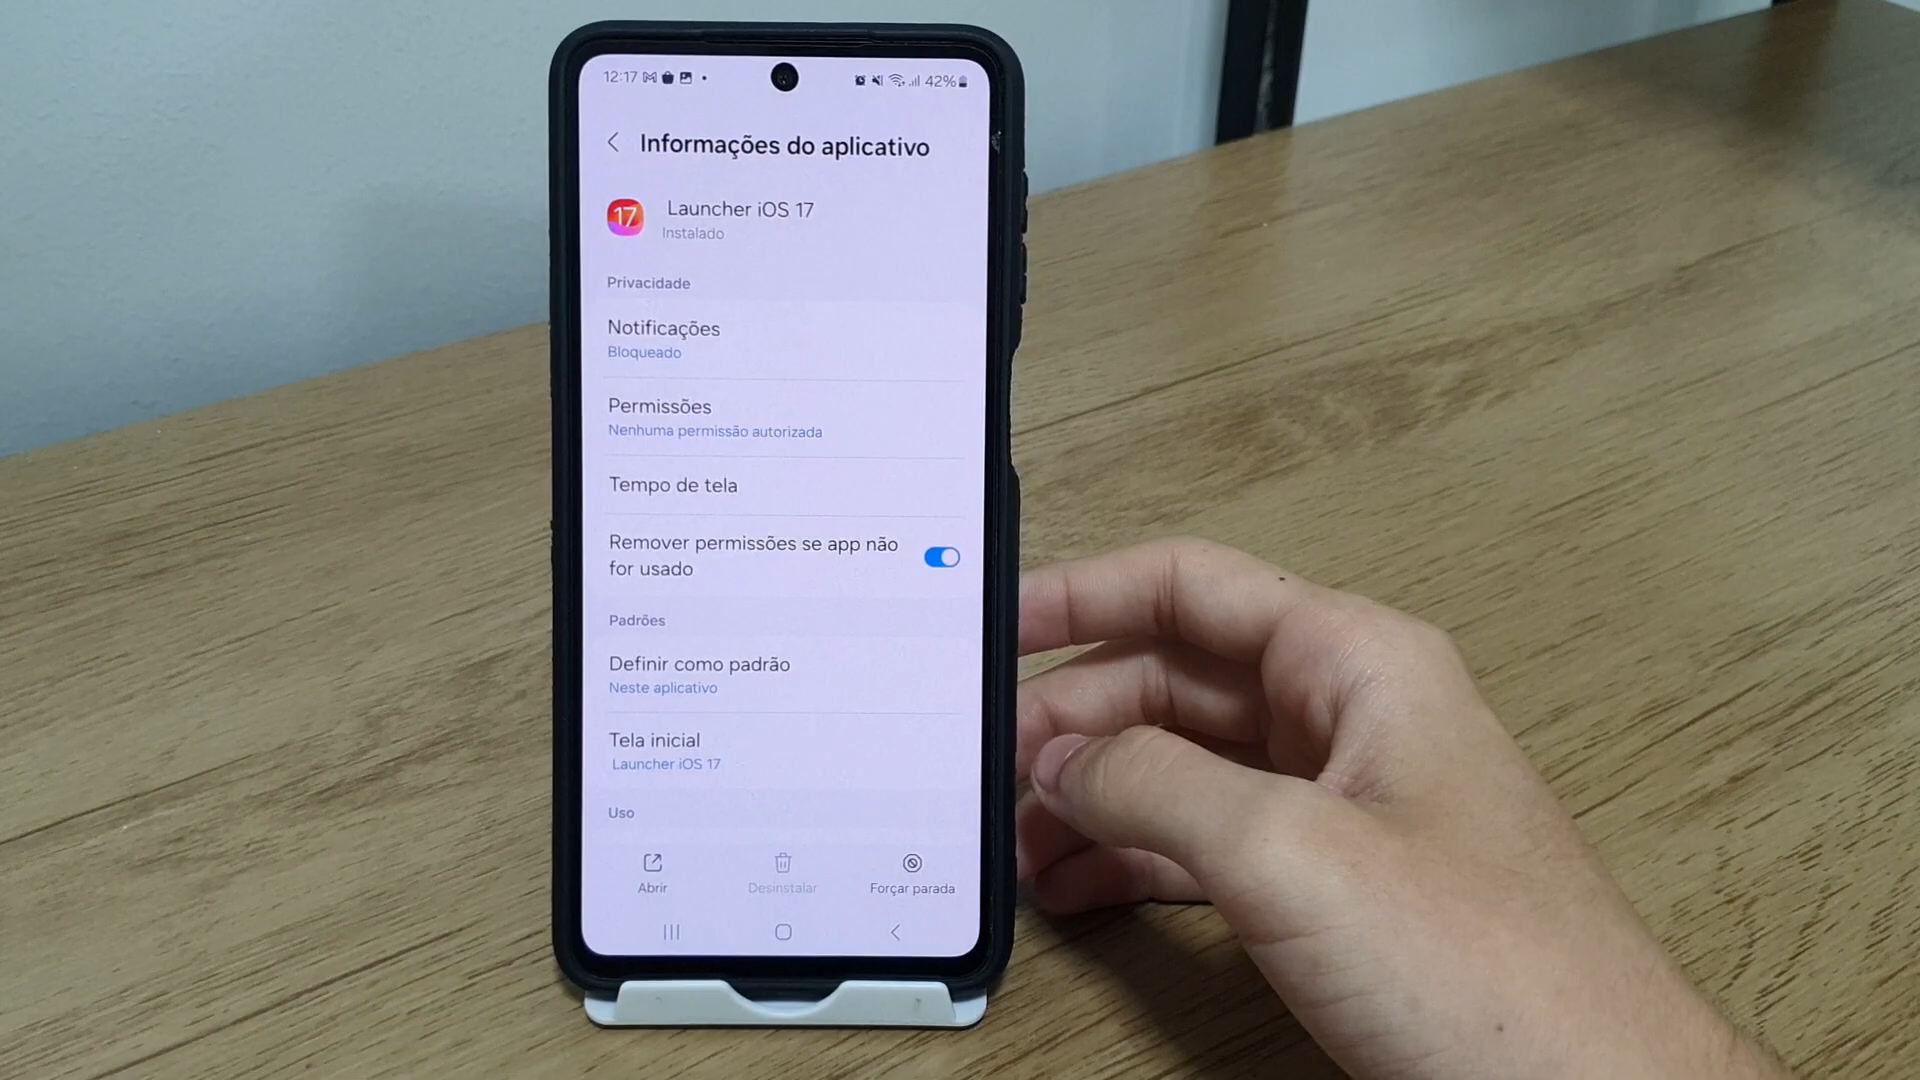 12:17 42%
Informações do aplicativo
17
Launcher iOS 17
Instalado
Privacidade
Notificações
Bloqueado
Permissões
Nenhuma permissão autorizada
Tempo de tela
Remover permissões se app não
for usado
Padrões
Definir como padrão
Neste aplicativo
Tela inicial
Launcher iOS 17
Uso
Abrir Desinstalar Forçar parada